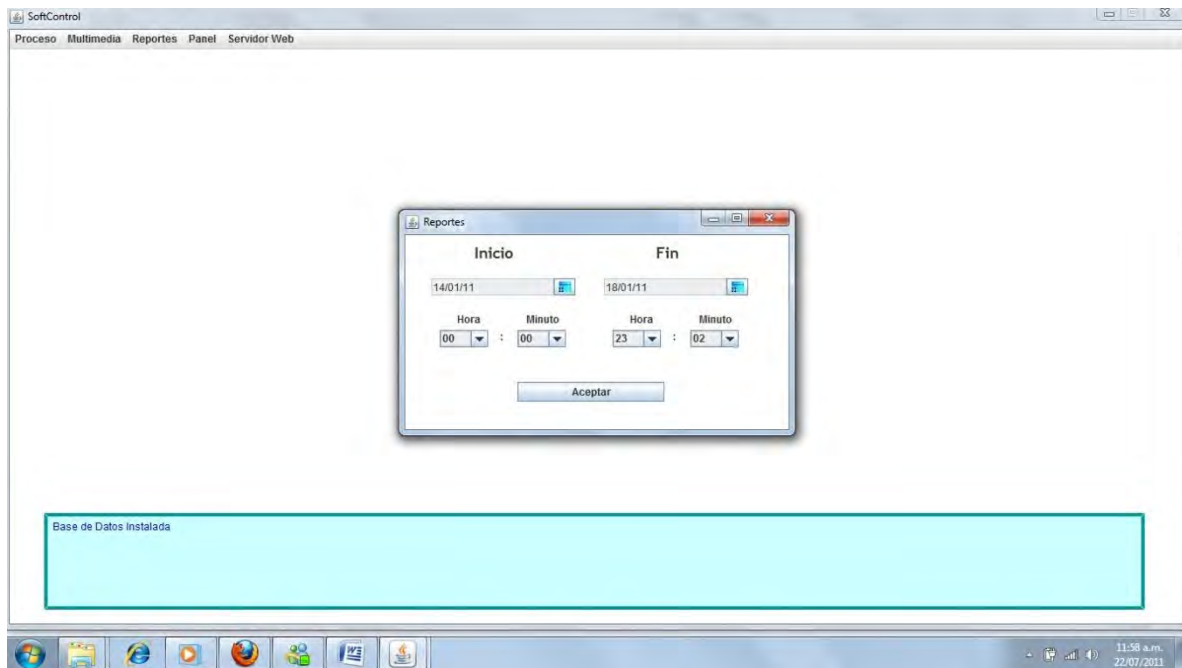 SoftControl
Proceso Multimedia Reportes Panel Servidor Web
Reportes
Inicio Fin
14/01/11 18/01/11
Hora Minuto Hora Minuto
00 : 00 23 : 02
Aceptar
Base de Datos Instalada
11:58 a.m.
22/07/2011